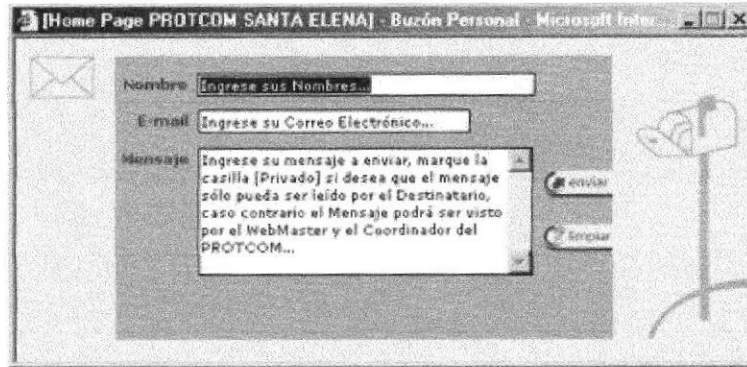 [Home Page PROTCOM SANTA ELENA] - Buzón Personal - Microsoft Inter...
Nombre Ingrese sus Nombres...
E-mail Ingrese su Correo Electrónico...
Mensaje Ingrese su mensaje a enviar, marque la
casilla [Privado] si desea que el mensaje
sólo pueda ser leído por el Destinatario,
caso contrario el Mensaje podrá ser visto
por el WebMaster y el Coordinador del
PROTCOM...
enviar
limpiar